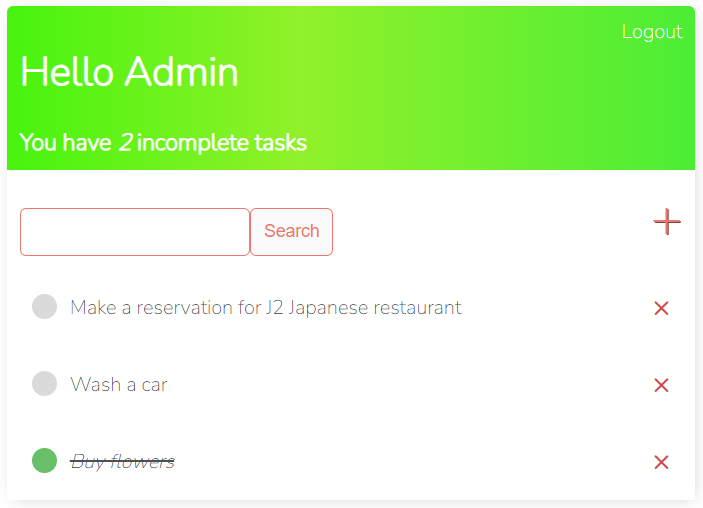 Logout
Hello Admin
You have 2 incomplete tasks
Search
Make a reservation for J2 Japanese restaurant
Wash a car
Buy flowers